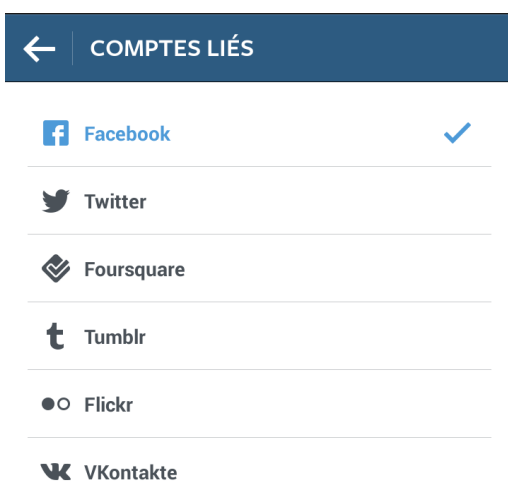 COMPTES LIÉS
Facebook
Twitter
Foursquare
Tumblr
Flickr
VKontakte